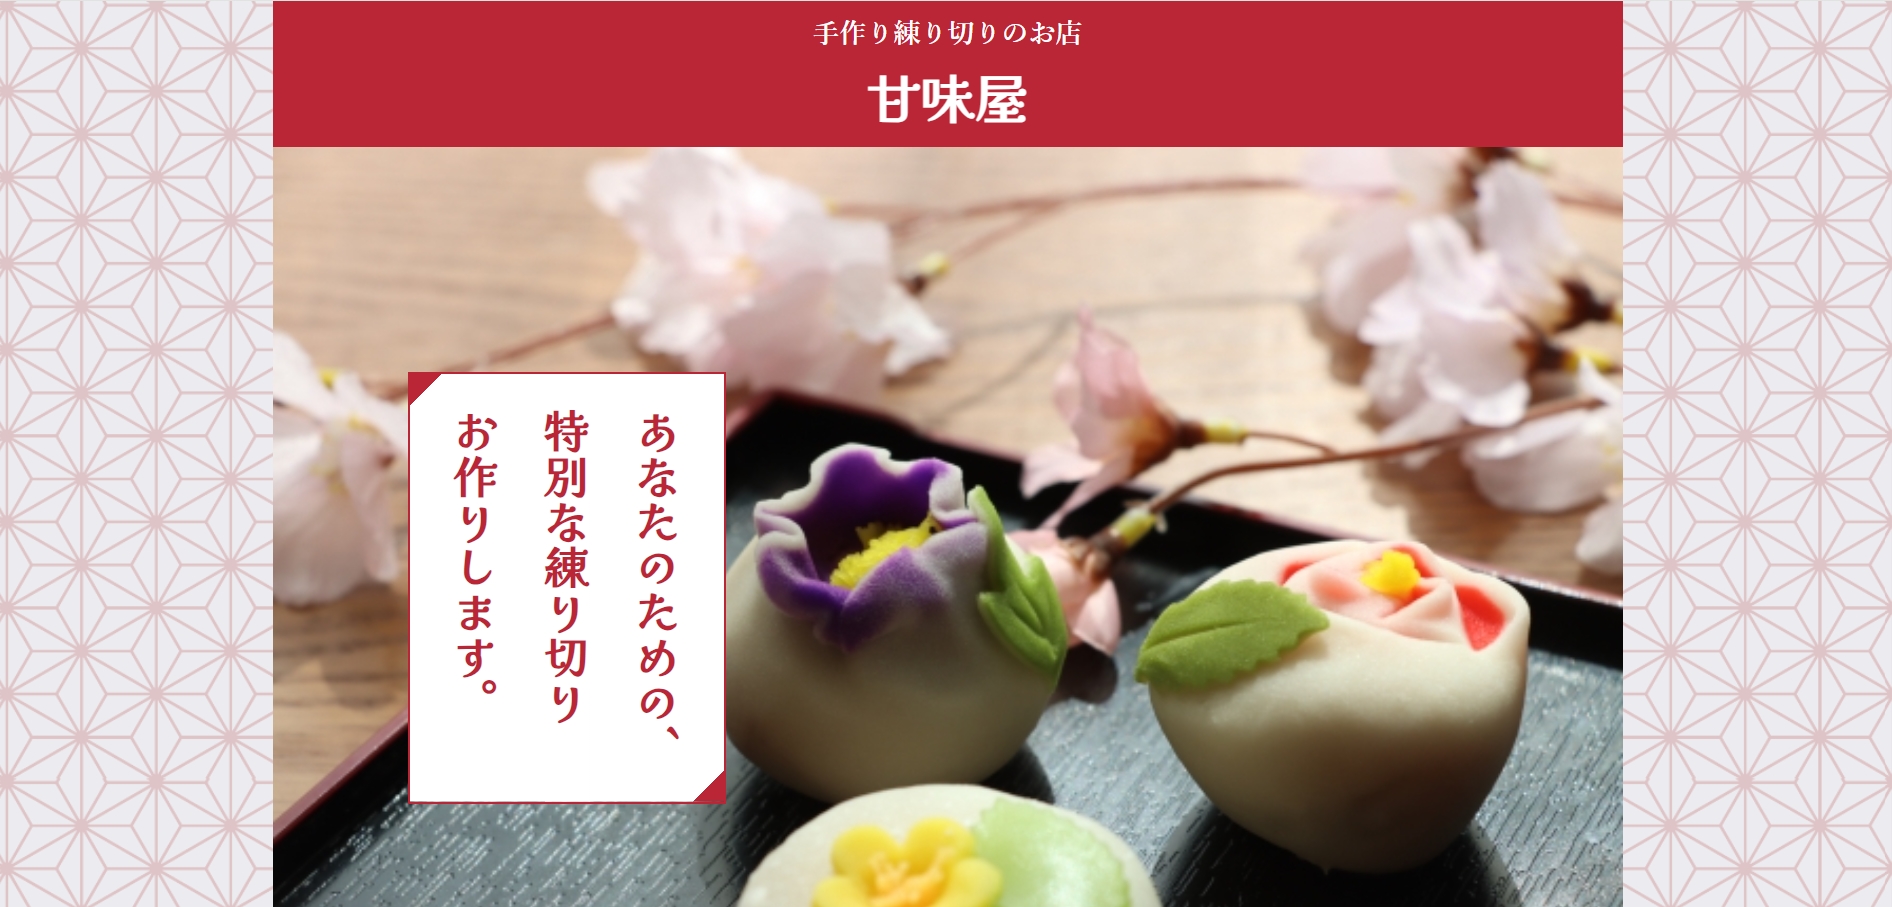 手作り練り切りのお店
甘味屋
あなたのための、
特別な練り切り
お作りします。